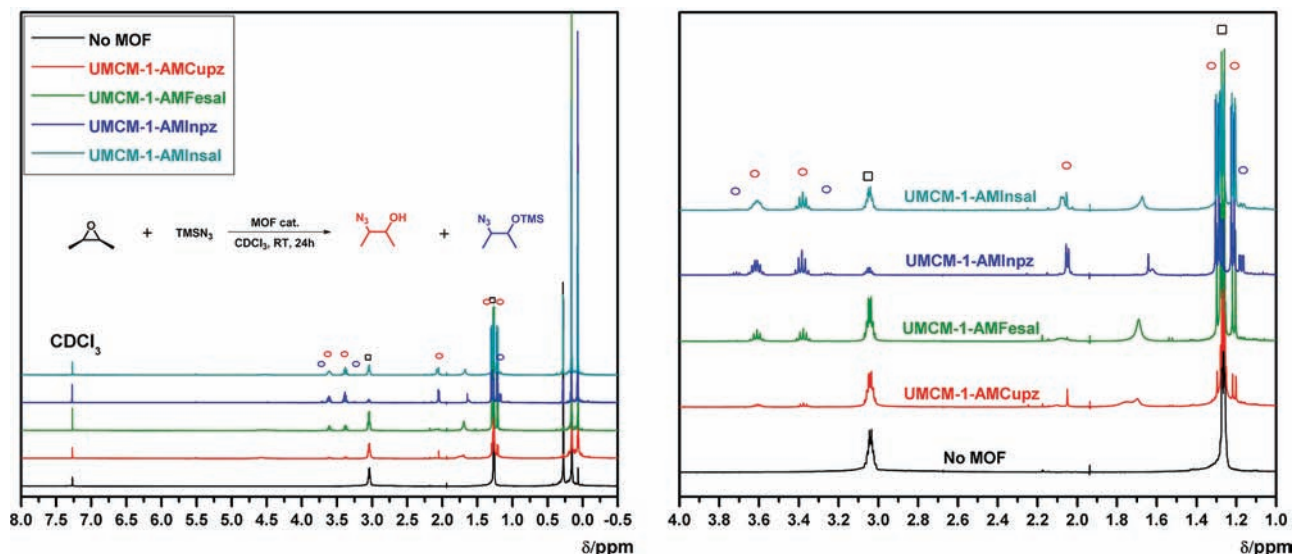 No MOF
UMCM-1-AMCupz
UMCM-1-AMFesal
UMCM-1-AMInpz
UMCM-1-AMInsal
O
+
TMSN3
MOF cat.
CDCl3, RT, 24h
N3
OH
+
N3
OTMS
CDCl3
8.0 7.5 7.0 6.5 6.0 5.5 5.0 4.5 4.0 3.5 3.0 2.5 2.0 1.5 1.0 0.5 0.0 -0.5
δ/ppm
UMCM-1-AMInsal
UMCM-1-AMInpz
UMCM-1-AMFesal
UMCM-1-AMCupz
No MOF
4.0 3.8 3.6 3.4 3.2 3.0 2.8 2.6 2.4 2.2 2.0 1.8 1.6 1.4 1.2 1.0
δ/ppm